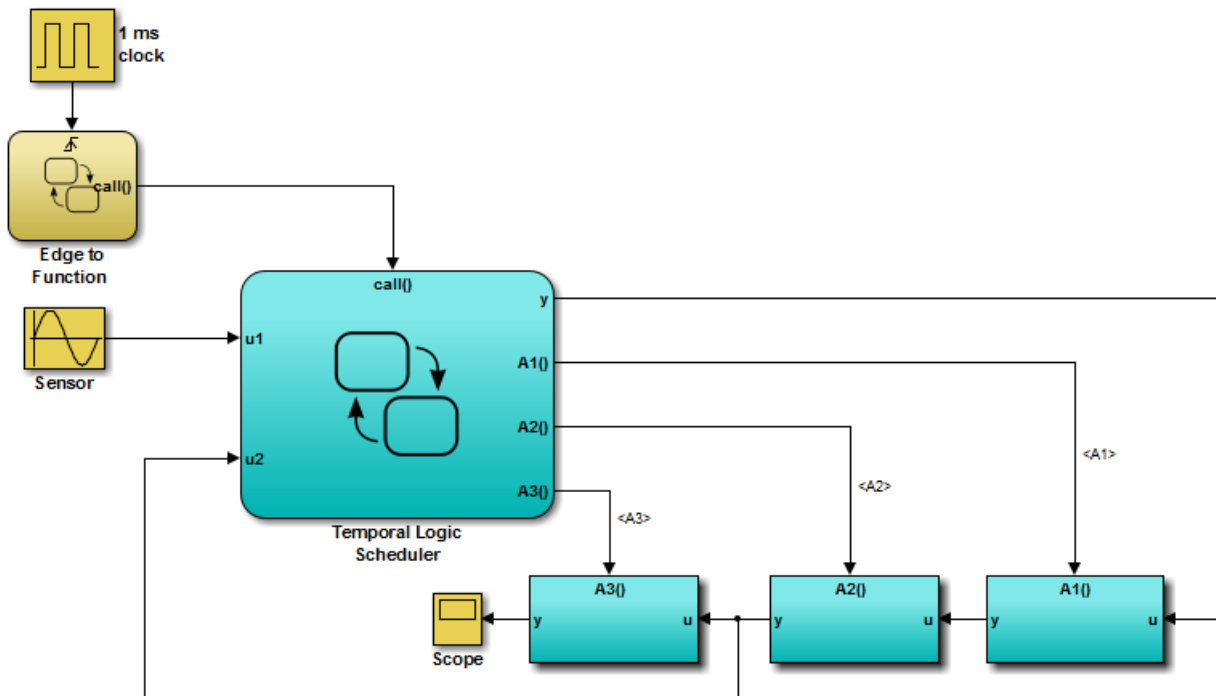 1 ms
clock
call()
Edge to
Function
call()
y
u1
A1()
Sensor
A2()
<A1>
u2
<A2>
A3()
<A3>
Temporal Logic
Scheduler
A3()
A2()
A1()
y
u
y
u
y
u
Scope